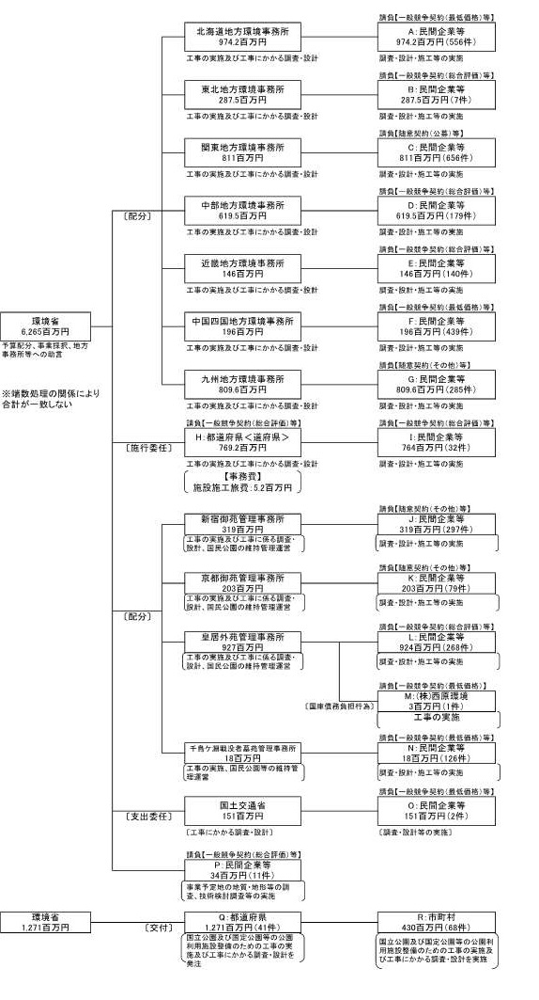 請負【一般競争契約(最低価格)等】
北海道地方環境事務所
974.2百万円
A:民間企業等
974.2百万円(556件)
工事の実施及び工事にかかる調査・設計
調査・設計・施工等の実施
請負【一般競争契約(総合評価)等】
東北地方環境事務所
287.5百万円
B:民間企業等
287.5百万円(7件)
工事の実施及び工事にかかる調査・設計
調査・設計・施工等の実施
請負【随意契約(公募)等】
関東地方環境事務所
811百万円
C:民間企業等
811百万円(656件)
工事の実施及び工事にかかる調査・設計
調査・設計・施工等の実施
請負【一般競争契約(総合評価)等】
〔配分〕
中部地方環境事務所
619.5百万円
D:民間企業等
619.5百万円(179件)
工事の実施及び工事にかかる調査・設計
調査・設計・施工等の実施
請負【一般競争契約(総合評価)等】
近畿地方環境事務所
146百万円
E:民間企業等
146百万円(140件)
工事の実施及び工事にかかる調査・設計
調査・設計・施工等の実施
請負【一般競争契約(最低価格)等】
環境省
6,265百万円
予算配分、事業採択、地方
事務所等への助言
中国四国地方環境事務所
196百万円
F:民間企業等
196百万円(439件)
工事の実施及び工事にかかる調査・設計
調査・設計・施工等の実施
※端数処理の関係により
合計が一致しない
請負【随意契約(その他)等】
九州地方環境事務所
809.6百万円
G:民間企業等
809.6百万円(285件)
工事の実施及び工事にかかる調査・設計
調査・設計・施工等の実施
請負【一般競争契約(総合評価)等】
請負【一般競争契約(総合評価)等】
〔施行委任〕
H:都道府県<道府県>
769.2百万円
I:民間企業等
764百万円(32件)
工事の実施及び工事にかかる調査・設計
調査・設計・施工等の実施
【事務費】
施設施工旅費:5.2百万円
請負【随意契約(その他)等】
新宿御苑管理事務所
319百万円
J:民間企業等
319百万円(297件)
工事の実施及び工事に係る調査・
設計、国民公園の維持管理運営
調査・設計・施工等の実施
請負【随意契約(その他)等】
京都御苑管理事務所
203百万円
K:民間企業等
203百万円(79件)
工事の実施及び工事に係る調査・
設計、国民公園の維持管理運営
調査・設計・施工等の実施
〔配分〕
請負【一般競争契約(総合評価)等】
皇居外苑管理事務所
927百万円
L:民間企業等
924百万円(268件)
工事の実施及び工事に係る調査・
設計、国民公園の維持管理運営
調査・設計・施工等の実施
請負【一般競争契約(最低価格)】
〔国庫債務負担行為〕
M:(株)西原環境
3百万円(1件)
工事の実施
請負【一般競争契約(最低価格)等】
千鳥ケ淵戦没者墓苑管理事務所
18百万円
N:民間企業等
18百万円(126件)
工事の実施、国民公園等の維持管
理運営
調査・設計・施工等の実施
請負【一般競争契約(最低価格)等】
〔支出委任〕
国土交通省
151百万円
O:民間企業等
151百万円(2件)
〔工事にかかる調査・設計〕
〔調査・設計等の実施〕
請負【一般競争契約(総合評価)等】
P:民間企業等
34百万円(11件)
事業予定地の地質・地形等の調
査、技術検討調査等の実施
環境省
1,271百万円
〔交付〕
Q:都道府県
1,271百万円(41件)
R:市町村
430百万円(68件)
国立公園及び国定公園等の公園
利用施設整備のための工事の実
施及び工事にかかる調査・設計を
発注
国立公園及び国定公園等の公園利
用施設整備のための工事の実施及
び工事にかかる調査・設計を実施